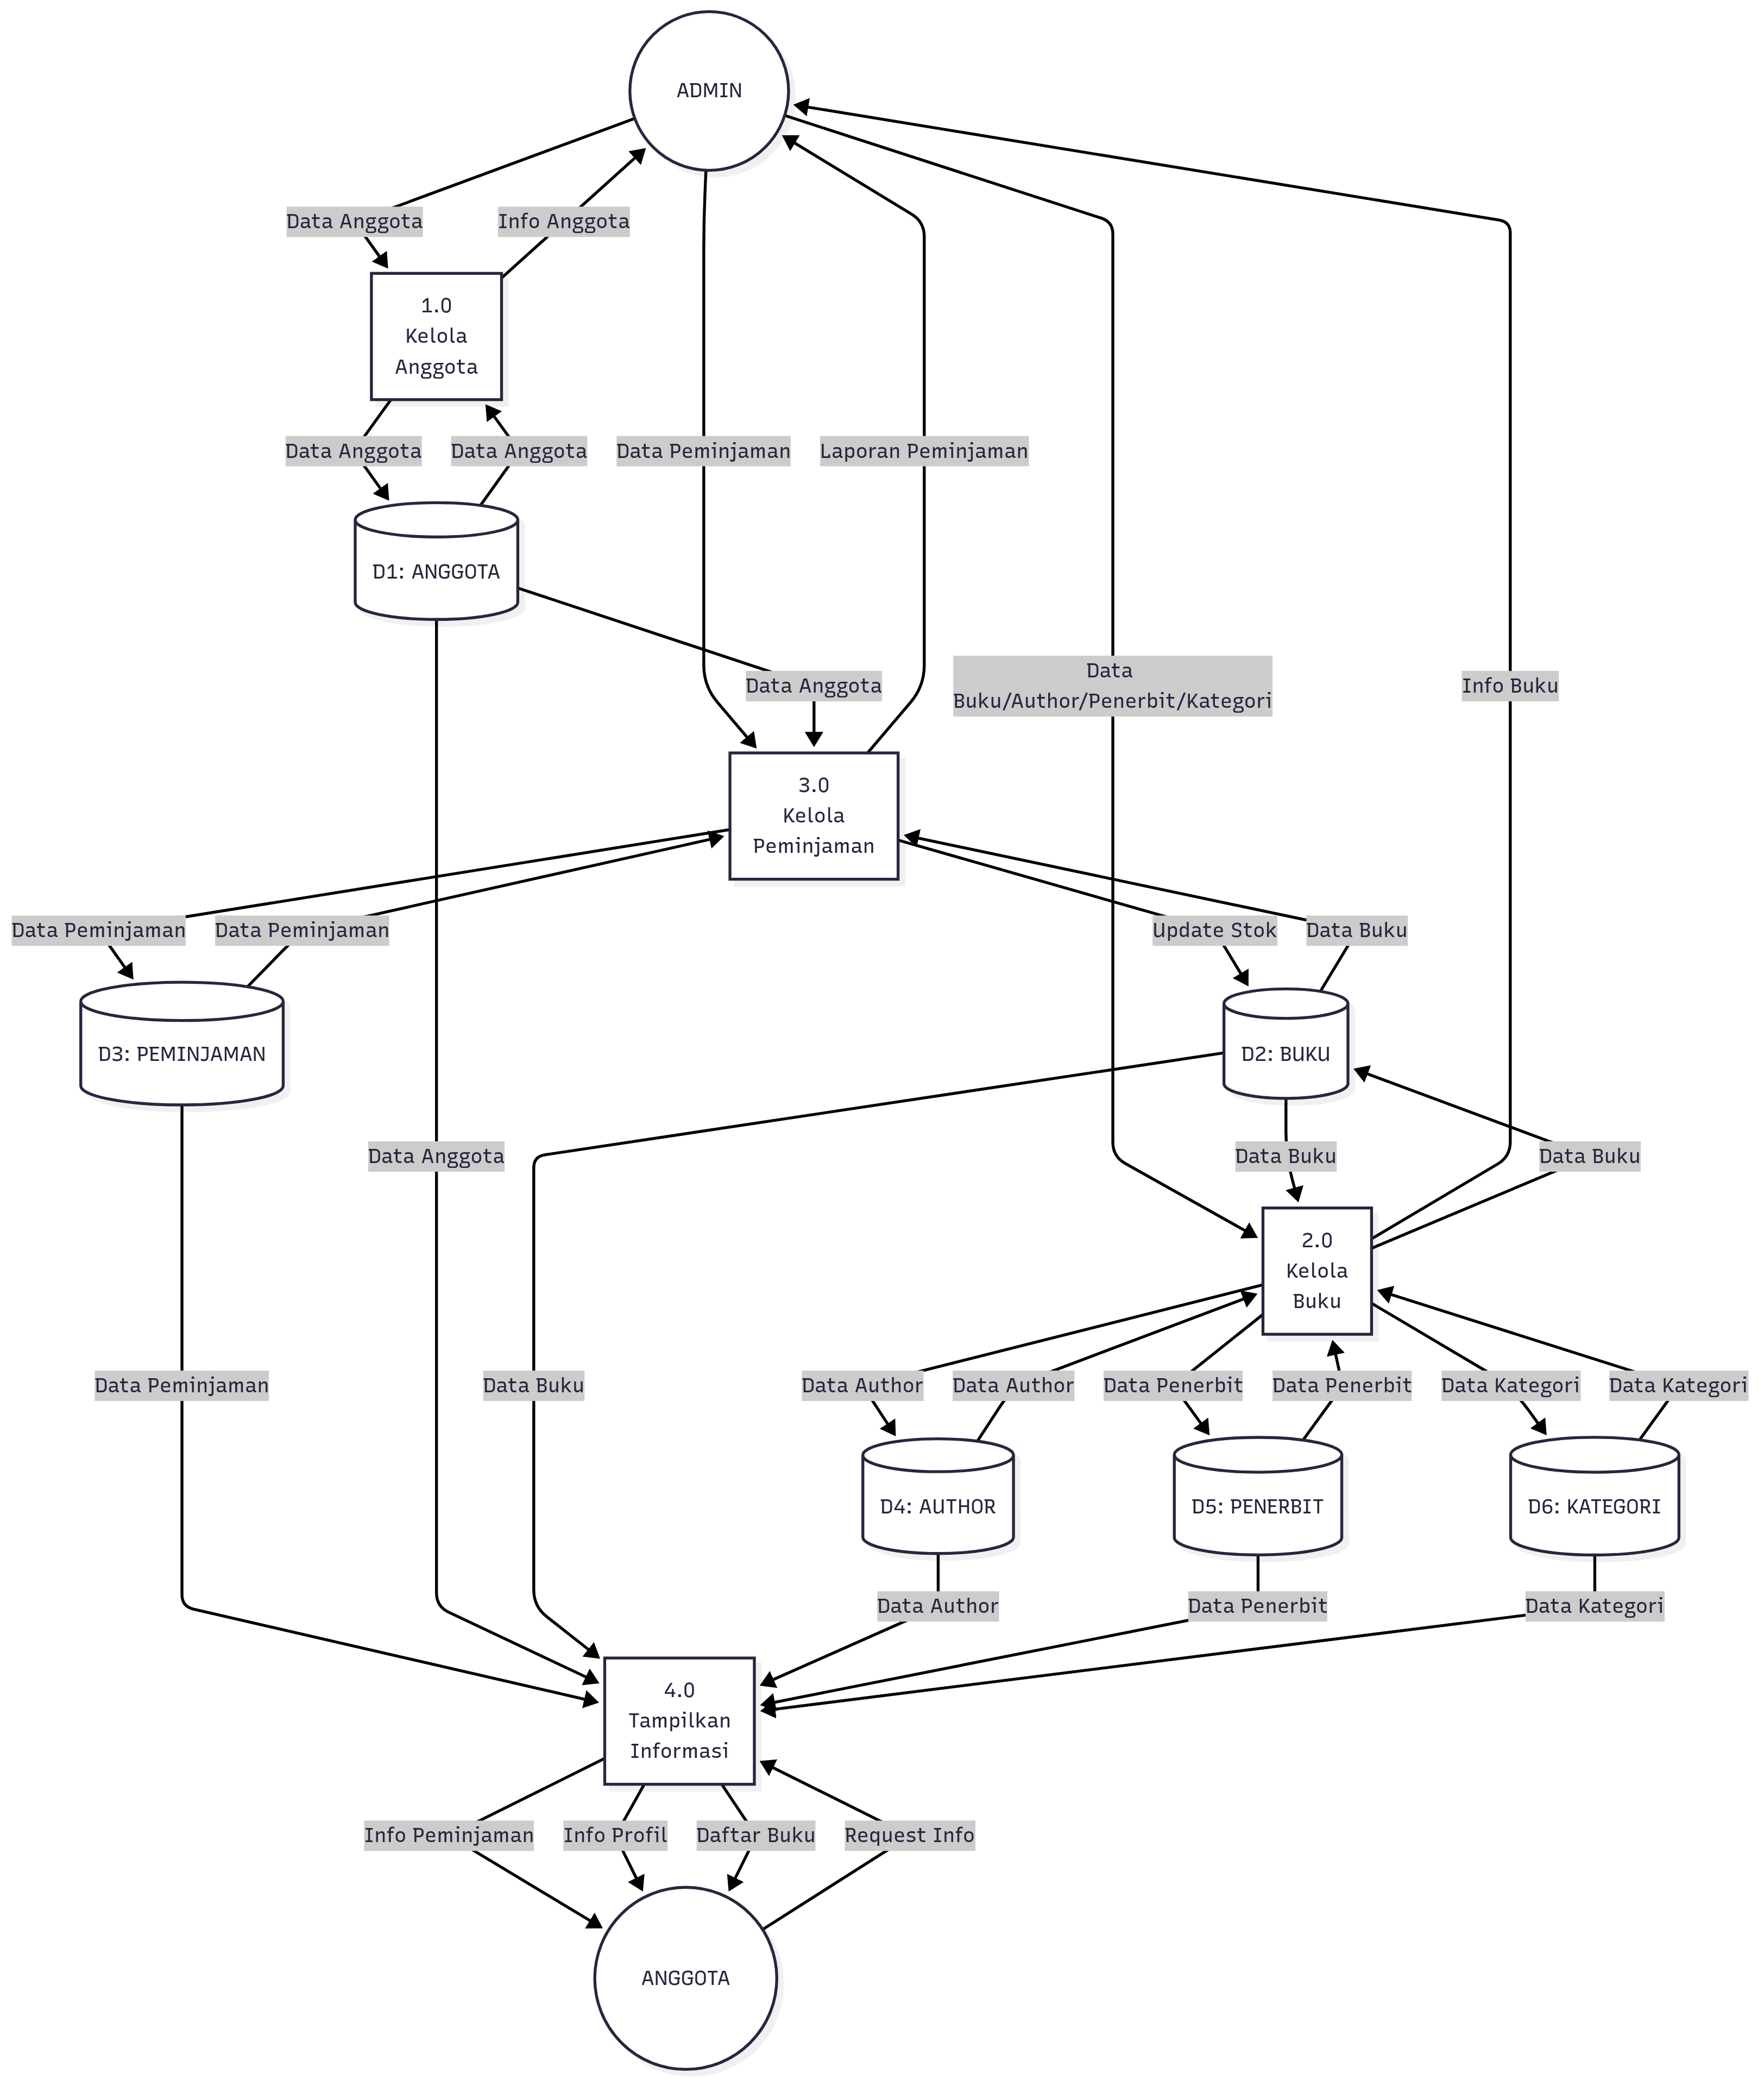 ADMIN
Data Anggota
Info Anggota
1.0
Kelola
Anggota
Data Anggota
Data Anggota
Data Peminjaman
Laporan Peminjaman
D1: ANGGOTA
Data Anggota
Data
Buku/Author/Penerbit/Kategori
Info Buku
3.0
Kelola
Peminjaman
Data Peminjaman
Data Peminjaman
Update Stok
Data Buku
D3: PEMINJAMAN
D2: BUKU
Data Anggota
Data Buku
Data Buku
2.0
Kelola
Buku
Data Peminjaman
Data Buku
Data Author
Data Author
Data Penerbit
Data Penerbit
Data Kategori
Data Kategori
D4: AUTHOR
D5: PENERBIT
D6: KATEGORI
Data Author
Data Penerbit
Data Kategori
4.0
Tampilkan
Informasi
Info Peminjaman
Info Profil
Daftar Buku
Request Info
ANGGOTA